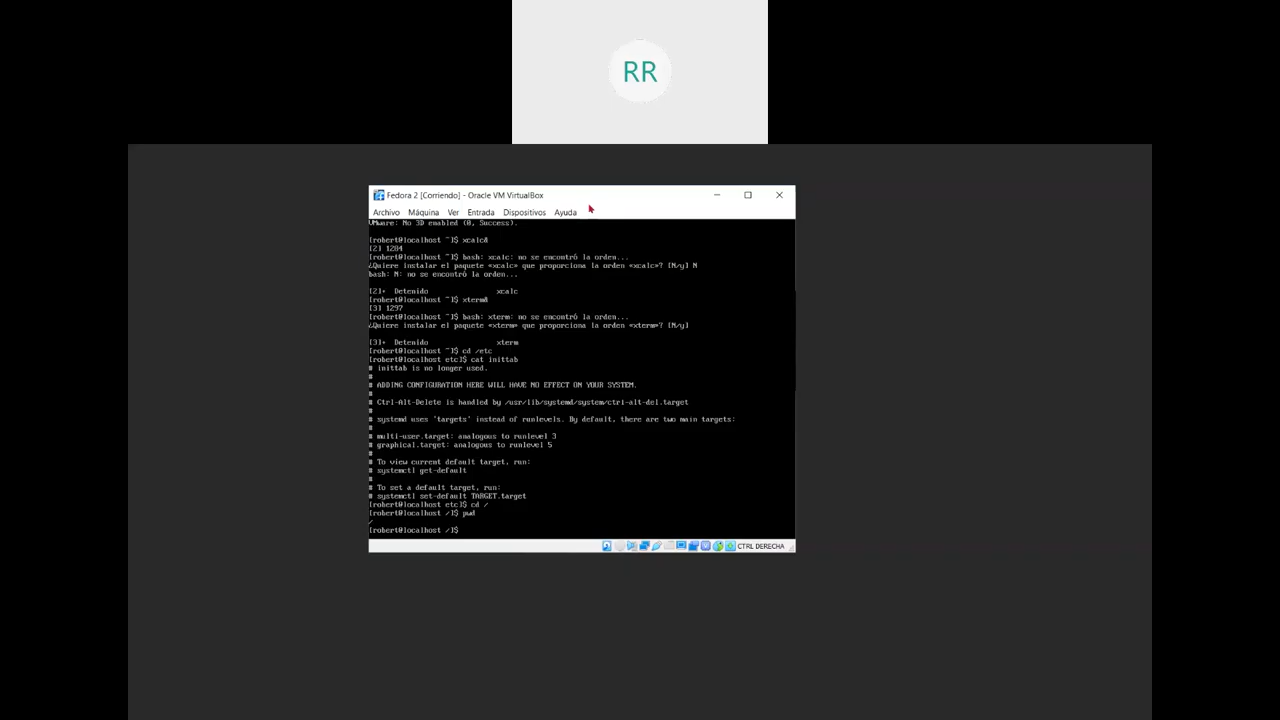 RR
Fedora 2 [Corriendo] - Oracle VM VirtualBox
Archivo Máquina Ver Entrada Dispositivos Ayuda
VMware: No 3D enabled (0, Success).
[robert@localhost ~]$ xcalc&
[2] 1284
[robert@localhost ~]$ bash: xcalc: no se encontró la orden...
¿Quiere instalar el paquete «xcalc» que proporciona la orden «xcalc»? [N/y] N
bash: N: no se encontró la orden...
[2]+ Detenido xcalc
[robert@localhost ~]$ xterm&
[3] 1297
[robert@localhost ~]$ bash: xterm: no se encontró la orden...
¿Quiere instalar el paquete «xterm» que proporciona la orden «xterm»? [N/y]
[3]+ Detenido xterm
[robert@localhost ~]$ cd /etc
[robert@localhost etc]$ cat inittab
# inittab is no longer used.
#
# ADDING CONFIGURATION HERE WILL HAVE NO EFFECT ON YOUR SYSTEM.
#
# Ctrl-Alt-Delete is handled by /usr/lib/systemd/system/ctrl-alt-del.target
#
# systemd uses 'targets' instead of runlevels. By default, there are two main targets:
#
# multi-user.target: analogous to runlevel 3
# graphical.target: analogous to runlevel 5
#
# To view current default target, run:
# systemctl get-default
#
# To set a default target, run:
# systemctl set-default TARGET.target
[robert@localhost etc]$ cd /
[robert@localhost /]$ pwd
/
[robert@localhost /]$
CTRL DERECHA